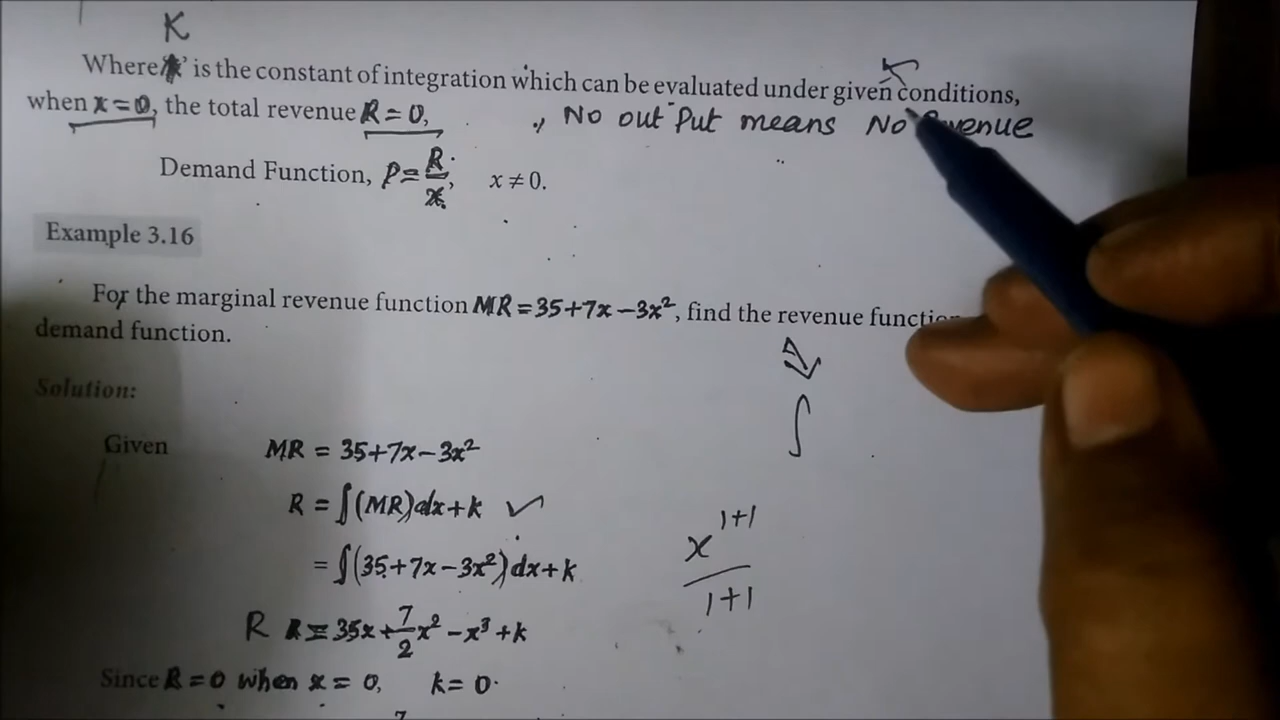 K
Where 'k' is the constant of integration which can be evaluated under given conditions,
when x = 0, the total revenue R = 0, ., No out Put means No
Demand Function, P = R/x, x ≠ 0.
Example 3.16
For the marginal revenue function MR = 35+7x−3x², find the revenue
demand function.
Solution:
Given MR = 35+7x−3x²
R = ∫(MR)dx+k ✓
= ∫(35+7x−3x²)dx+k
x^(1+1)/(1+1)
R R = 35x+7/2x²−x³+k
Since R = 0 when x = 0, k = 0.
7